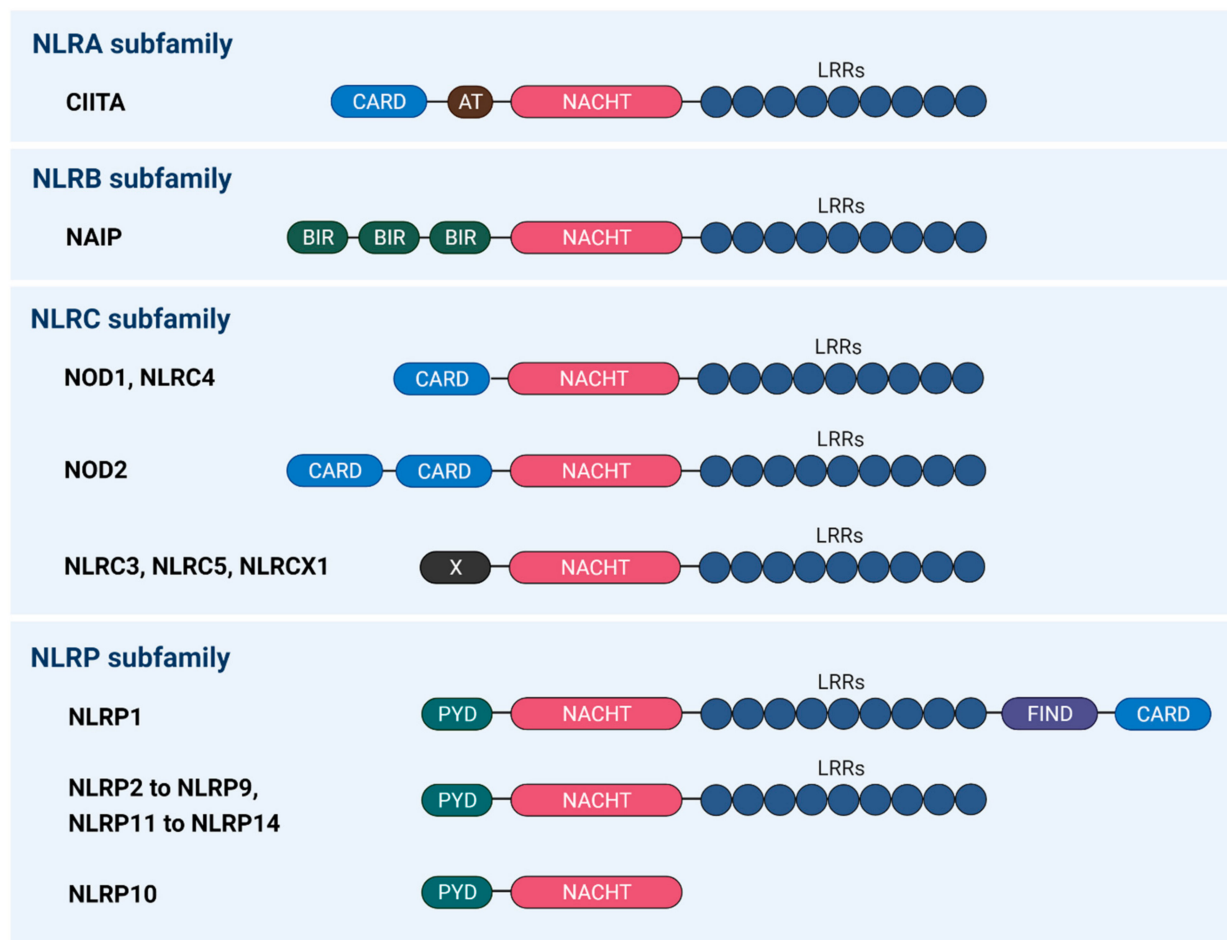 NLRA subfamily
LRRs
CIITA CARD AT NACHT
NLRB subfamily
LRRs
NAIP BIR BIR BIR NACHT
NLRC subfamily
LRRs
NOD1, NLRC4 CARD NACHT
LRRs
NOD2 CARD CARD NACHT
LRRs
NLRC3, NLRC5, NLRCX1 X NACHT
NLRP subfamily
LRRs
NLRP1 PYD NACHT FIND CARD
LRRs
NLRP2 to NLRP9,
PYD NACHT
NLRP11 to NLRP14
NLRP10 PYD NACHT